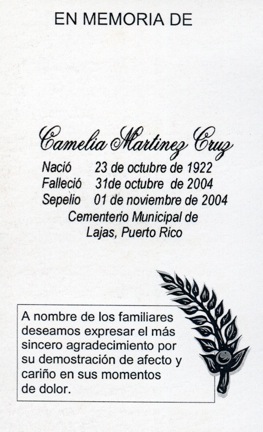 EN MEMORIA DE
Camelia Martinez Cruz
Nació 23 de octubre de 1922
Falleció 31de octubre de 2004
Sepelio 01 de noviembre de 2004
Cementerio Municipal de
Lajas, Puerto Rico
A nombre de los familiares
deseamos expresar el más
sincero agradecimiento por
su demostración de afecto y
cariño en sus momentos
de dolor.